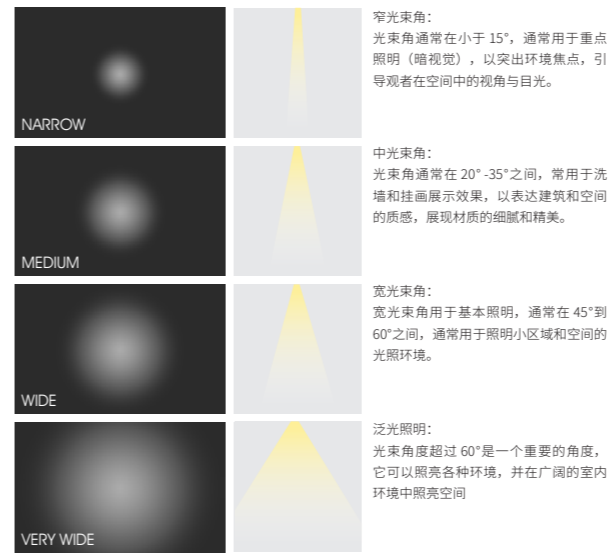 窄光束角：
光束角通常在小于 15°，通常用于重点
照明（暗视觉），以突出环境焦点，引
导观者在空间中的视角与目光。
NARROW
中光束角：
光束角通常在 20° -35°之间，常用于洗
墙和挂画展示效果，以表达建筑和空间
的质感，展现材质的细腻和精美。
MEDIUM
宽光束角：
宽光束角用于基本照明，通常在 45°到
60°之间，通常用于照明小区域和空间的
光照环境。
WIDE
泛光照明：
光束角度超过 60°是一个重要的角度，
它可以照亮各种环境，并在广阔的室内
环境中照亮空间
VERY WIDE